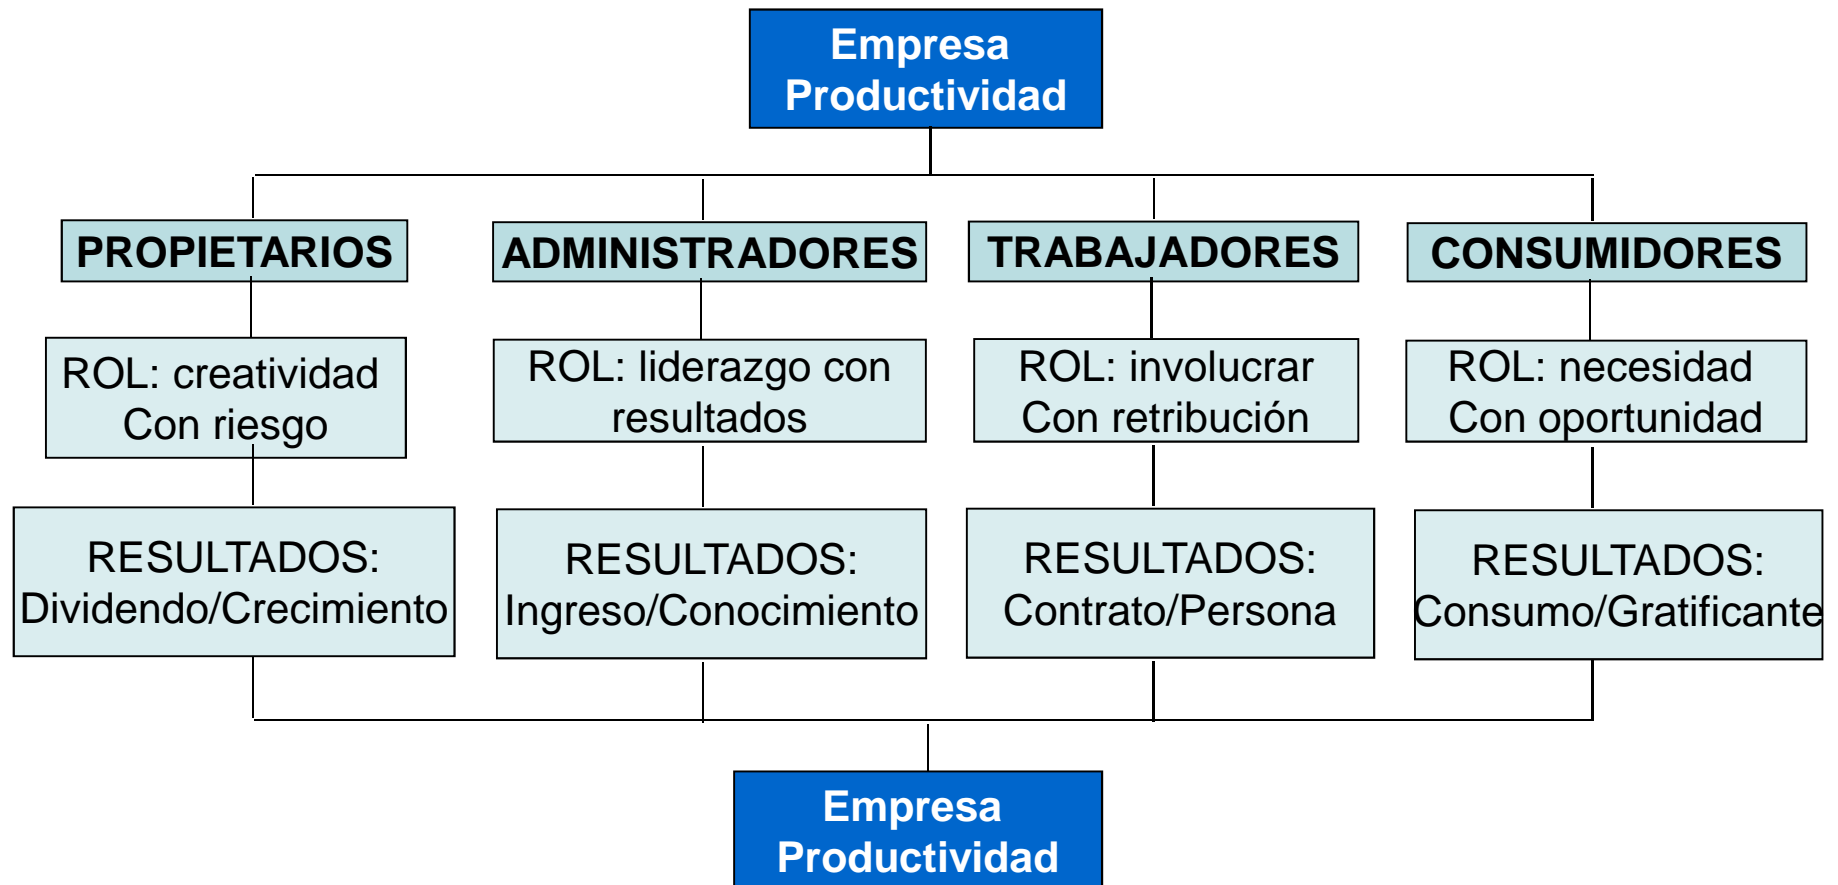 Empresa
Productividad
PROPIETARIOS
ADMINISTRADORES
TRABAJADORES
CONSUMIDORES
ROL: creatividad
Con riesgo
ROL: liderazgo con
resultados
ROL: involucrar
Con retribución
ROL: necesidad
Con oportunidad
RESULTADOS:
Dividendo/Crecimiento
RESULTADOS:
Ingreso/Conocimiento
RESULTADOS:
Contrato/Persona
RESULTADOS:
Consumo/Gratificante
Empresa
Productividad